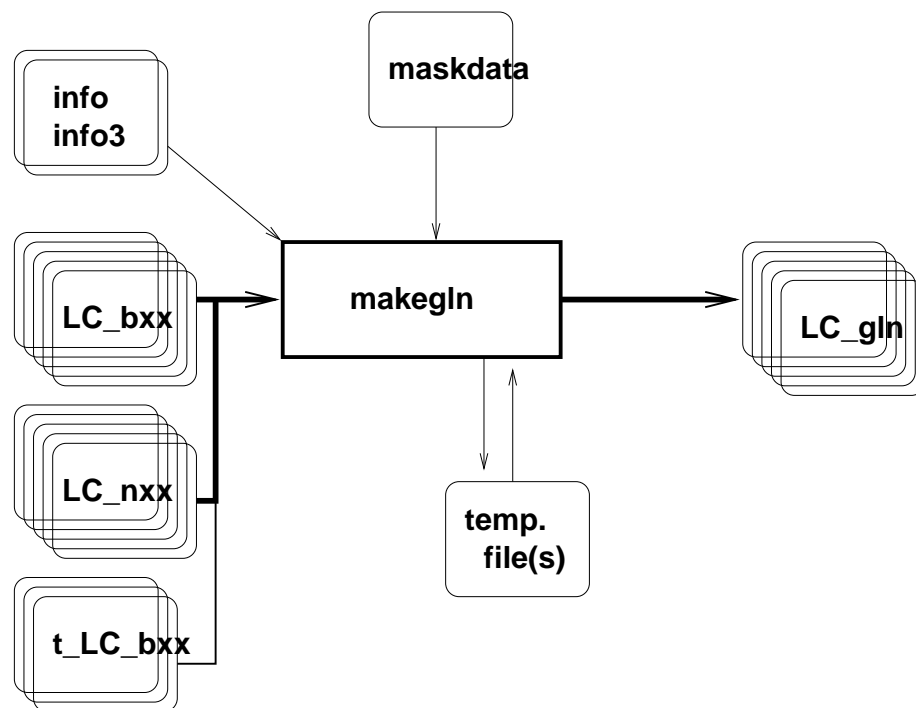 maskdata
info
info3
LC_bxx
makegln
LC_gln
LC_nxx
temp.
file(s)
t_LC_bxx